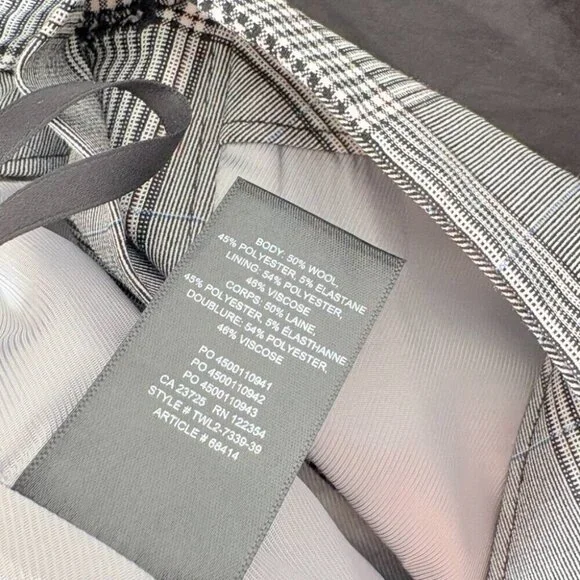 BODY: 50% WOOL,
45% POLYESTER, 5% ELASTANE
LINING: 54% POLYESTER,
46% VISCOSE
CORPS: 50% LAINE,
45% POLYESTER, 5% ÉLASTHANNE
DOUBLURE: 54% POLYESTER,
46% VISCOSE
PO 4500110941
PO 4500110942
PO 4500110943
CA 23725 RN 122354
STYLE # TWL2-7339-39
ARTICLE # 68414